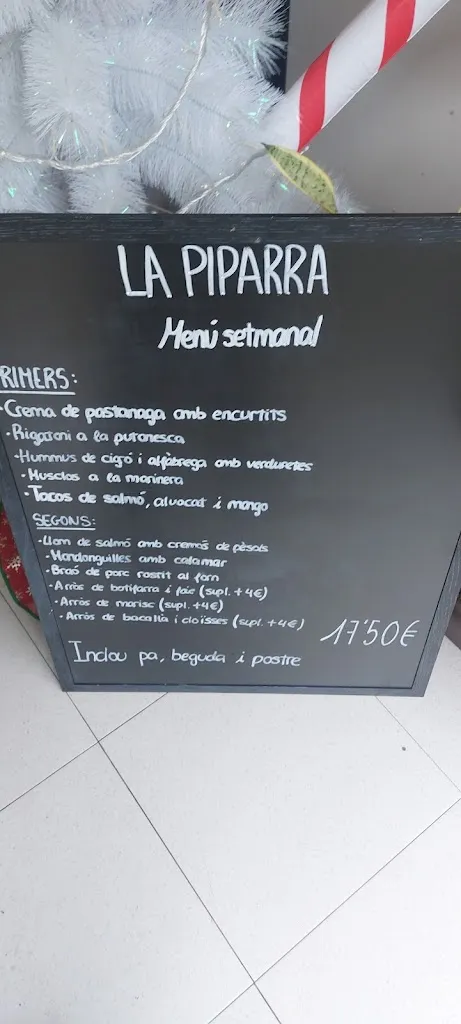 LA PIPARRA
Menú setmanal
RIMERS:
·Crema de pastanaga amb encurtits
·Rigatoni a la putanesca
·Hummus de cigró i alfàbrega amb verduretes
·Musclos a la marinera
·Tacos de salmó, alvocat i mango
SEGONS:
·Llom de salmó amb cremós de pèsols
·Mandonguilles amb calamar
·Braó de porc rostit al forn
·Arròs de botifarra i foie (supl. +4€)
·Arròs de marisc (supl. +4€)
·Arròs de bacallà i cloïsses (supl. +4€)
17'50€
Inclou pa, beguda i postre